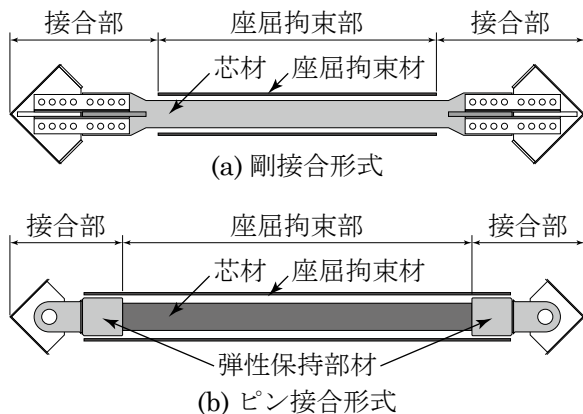 接合部 座屈拘束部 接合部
芯材 座屈拘束材
(a) 剛接合形式
接合部 座屈拘束部 接合部
芯材 座屈拘束材
弾性保持部材
(b) ピン接合形式